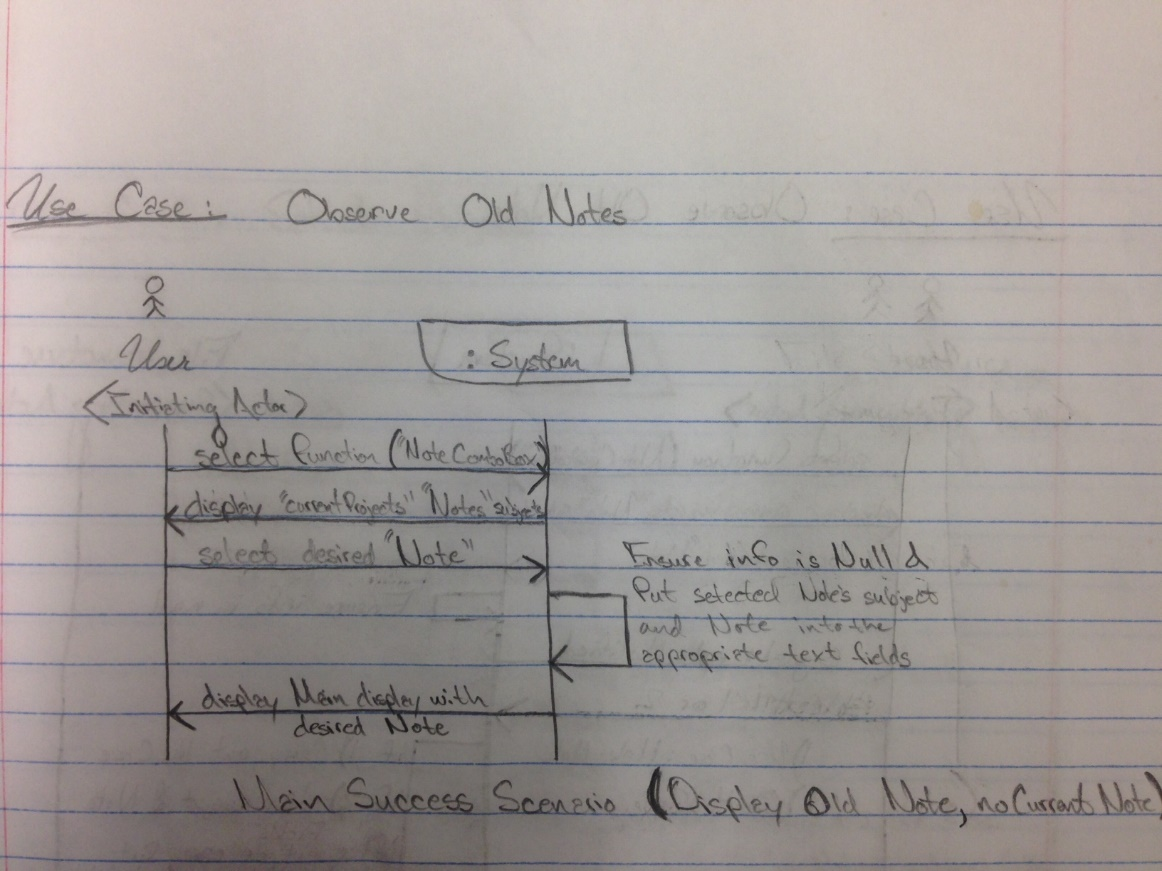 Use Case: Observe Old Notes
User
: System
<Initiating Actor>
select function ("NoteComboBox")
display "currentProjects" "Notes" subjects
select desired "Note"
Ensure info is Null &
Put selected Note's subject
and Note into the
appropriate text fields
display Main display with
desired Note
Main Success Scenario (Display Old Note, no Current Note)